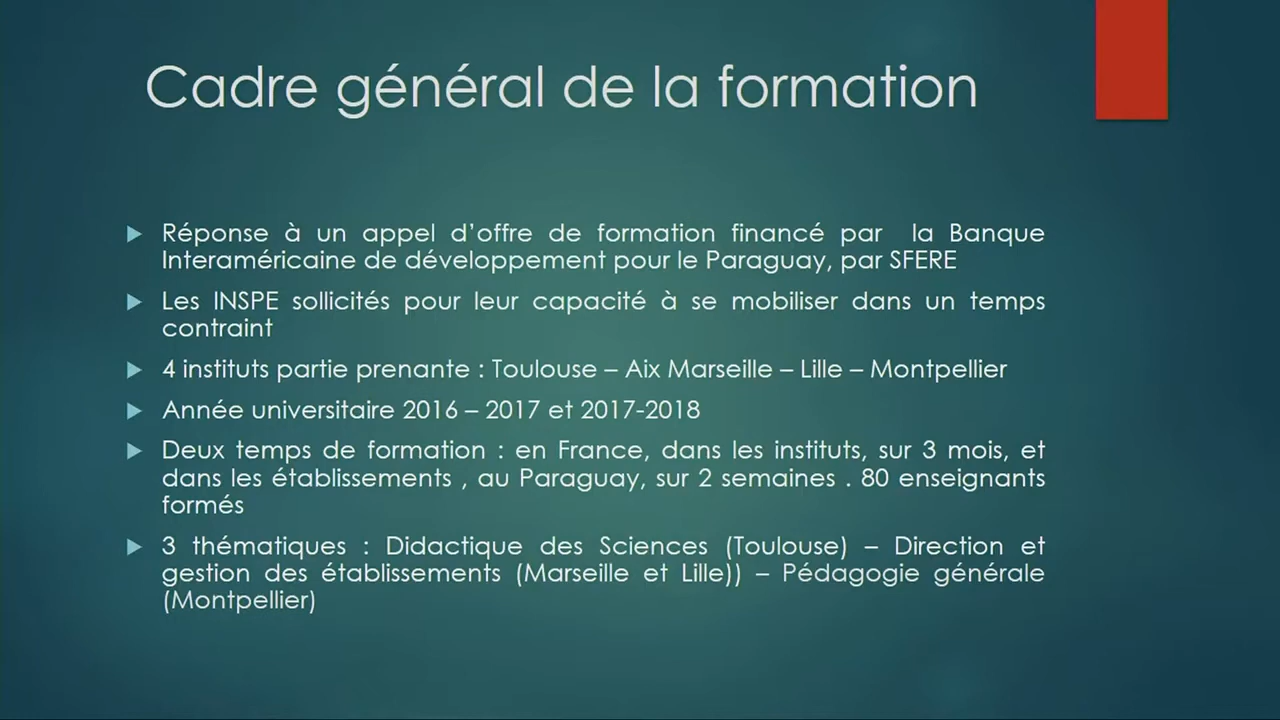 Cadre général de la formation
Réponse à un appel d’offre de formation financé par la Banque
Interaméricaine de développement pour le Paraguay, par SFERE
Les INSPE sollicités pour leur capacité à se mobiliser dans un temps
contraint
4 instituts partie prenante : Toulouse – Aix Marseille – Lille – Montpellier
Année universitaire 2016 – 2017 et 2017-2018
Deux temps de formation : en France, dans les instituts, sur 3 mois, et
dans les établissements , au Paraguay, sur 2 semaines . 80 enseignants
formés
3 thématiques : Didactique des Sciences (Toulouse) – Direction et
gestion des établissements (Marseille et Lille)) – Pédagogie générale
(Montpellier)